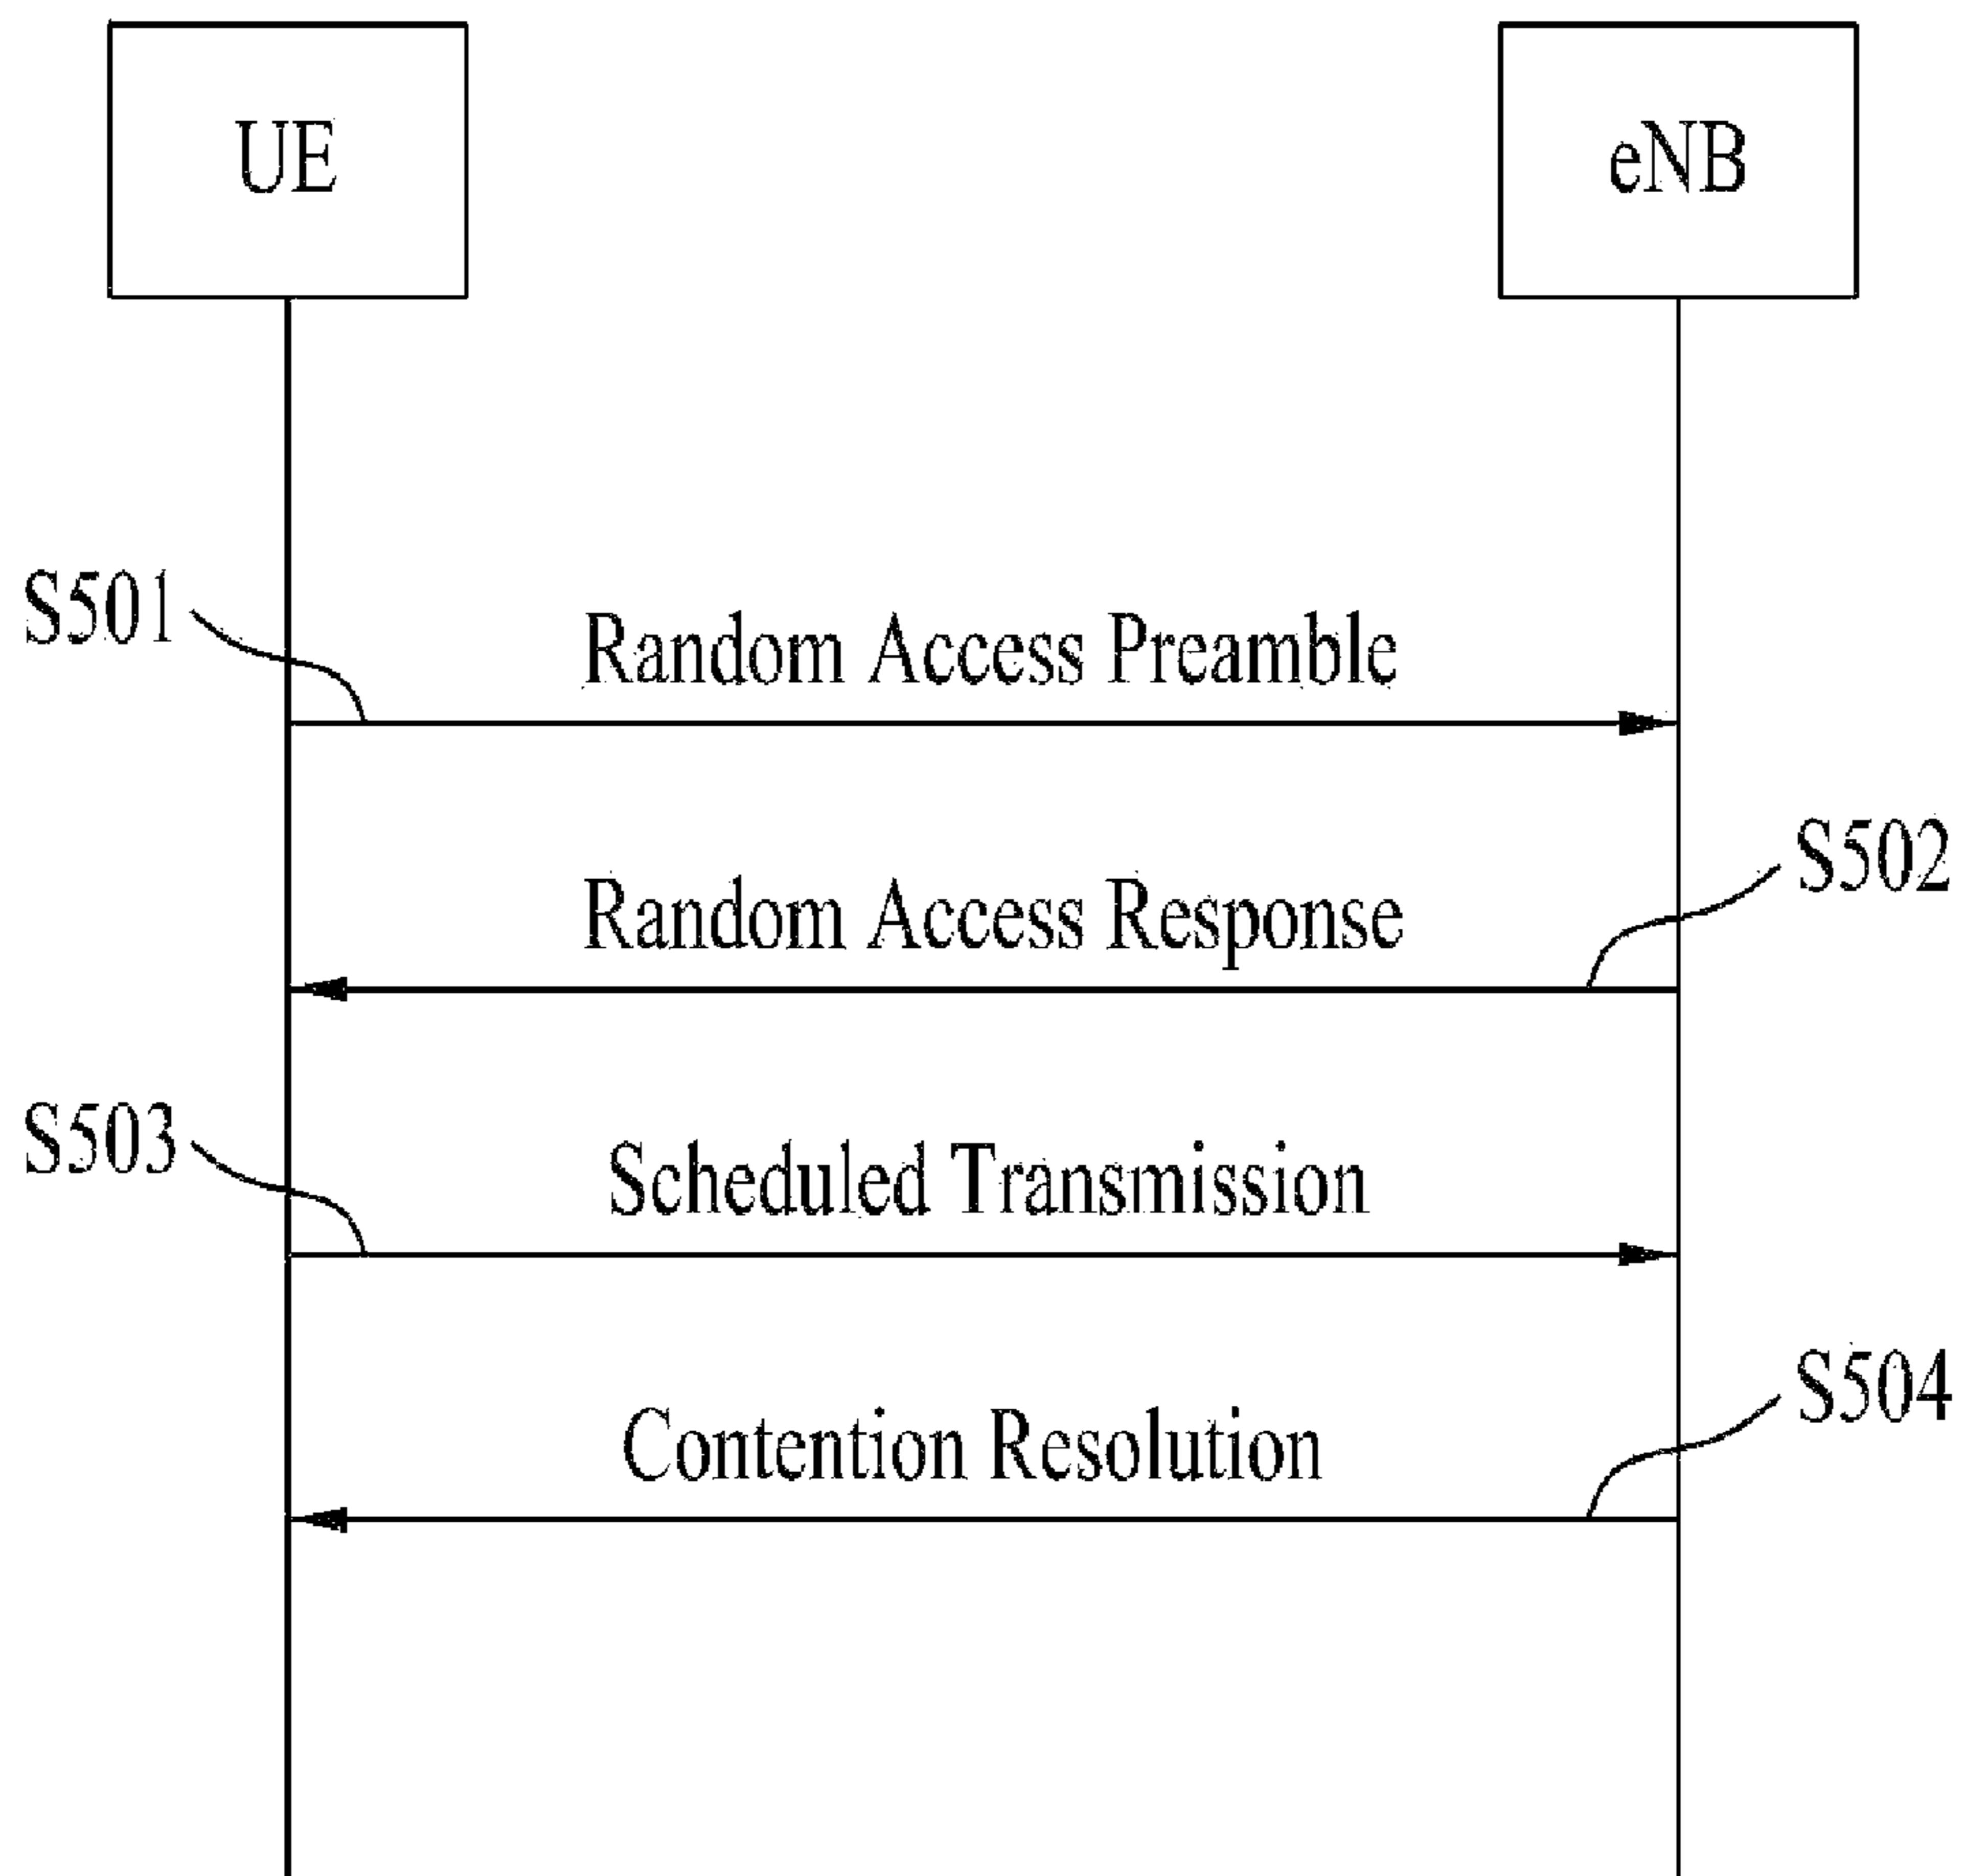 UE
eNB
S501
Random Access Preamble
S502
Random Access Response
S503
Scheduled Transmission
S504
Contention Resolution